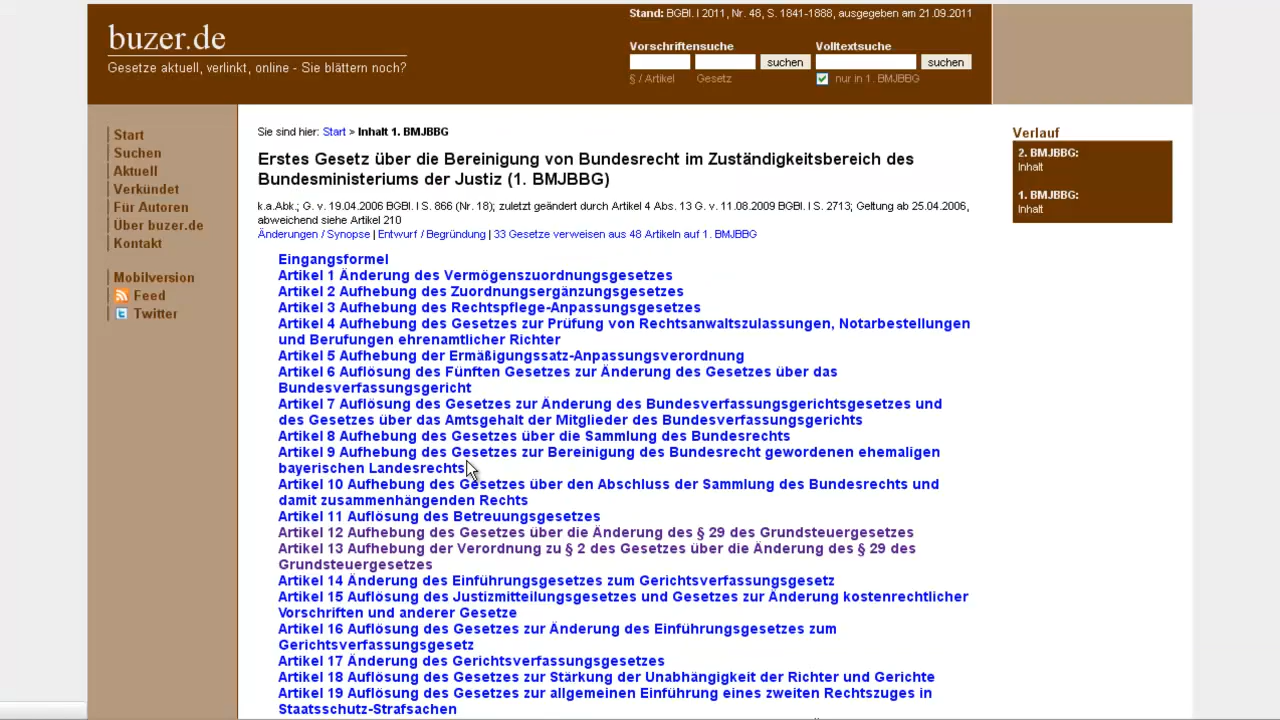 buzer.de
Gesetze aktuell, verlinkt, online - Sie blättern noch?
Stand: BGBl. I 2011, Nr. 48, S. 1841-1888, ausgegeben am 21.09.2011
Vorschriftensuche
Volltextsuche
suchen
suchen
§ / Artikel
Gesetz
nur in 1. BMJBBG
Start
Suchen
Aktuell
Verkündet
Für Autoren
Über buzer.de
Kontakt
Mobilversion
Feed
Twitter
Sie sind hier: Start > Inhalt 1. BMJBBG
Erstes Gesetz über die Bereinigung von Bundesrecht im Zuständigkeitsbereich des
Bundesministeriums der Justiz (1. BMJBBG)
k.a.Abk.; G. v. 19.04.2006 BGBl. I S. 866 (Nr. 18); zuletzt geändert durch Artikel 4 Abs. 13 G. v. 11.08.2009 BGBl. I S. 2713; Geltung ab 25.04.2006,
abweichend siehe Artikel 210
Änderungen / Synopse | Entwurf / Begründung | 33 Gesetze verweisen aus 48 Artikeln auf 1. BMJBBG
Eingangsformel
Artikel 1 Änderung des Vermögenszuordnungsgesetzes
Artikel 2 Aufhebung des Zuordnungsergänzungsgesetzes
Artikel 3 Aufhebung des Rechtspflege-Anpassungsgesetzes
Artikel 4 Aufhebung des Gesetzes zur Prüfung von Rechtsanwaltszulassungen, Notarbestellungen
und Berufungen ehrenamtlicher Richter
Artikel 5 Aufhebung der Ermäßigungssatz-Anpassungsverordnung
Artikel 6 Auflösung des Fünften Gesetzes zur Änderung des Gesetzes über das
Bundesverfassungsgericht
Artikel 7 Auflösung des Gesetzes zur Änderung des Bundesverfassungsgerichtsgesetzes und
des Gesetzes über das Amtsgehalt der Mitglieder des Bundesverfassungsgerichts
Artikel 8 Aufhebung des Gesetzes über die Sammlung des Bundesrechts
Artikel 9 Aufhebung des Gesetzes zur Bereinigung des Bundesrecht gewordenen ehemaligen
bayerischen Landesrechts
Artikel 10 Aufhebung des Gesetzes über den Abschluss der Sammlung des Bundesrechts und
damit zusammenhängenden Rechts
Artikel 11 Auflösung des Betreuungsgesetzes
Artikel 12 Aufhebung des Gesetzes über die Änderung des § 29 des Grundsteuergesetzes
Artikel 13 Aufhebung der Verordnung zu § 2 des Gesetzes über die Änderung des § 29 des
Grundsteuergesetzes
Artikel 14 Änderung des Einführungsgesetzes zum Gerichtsverfassungsgesetz
Artikel 15 Auflösung des Justizmitteilungsgesetzes und Gesetzes zur Änderung kostenrechtlicher
Vorschriften und anderer Gesetze
Artikel 16 Auflösung des Gesetzes zur Änderung des Einführungsgesetzes zum
Gerichtsverfassungsgesetz
Artikel 17 Änderung des Gerichtsverfassungsgesetzes
Artikel 18 Auflösung des Gesetzes zur Stärkung der Unabhängigkeit der Richter und Gerichte
Artikel 19 Auflösung des Gesetzes zur allgemeinen Einführung eines zweiten Rechtszuges in
Staatsschutz-Strafsachen
Verlauf
2. BMJBBG:
Inhalt
1. BMJBBG:
Inhalt